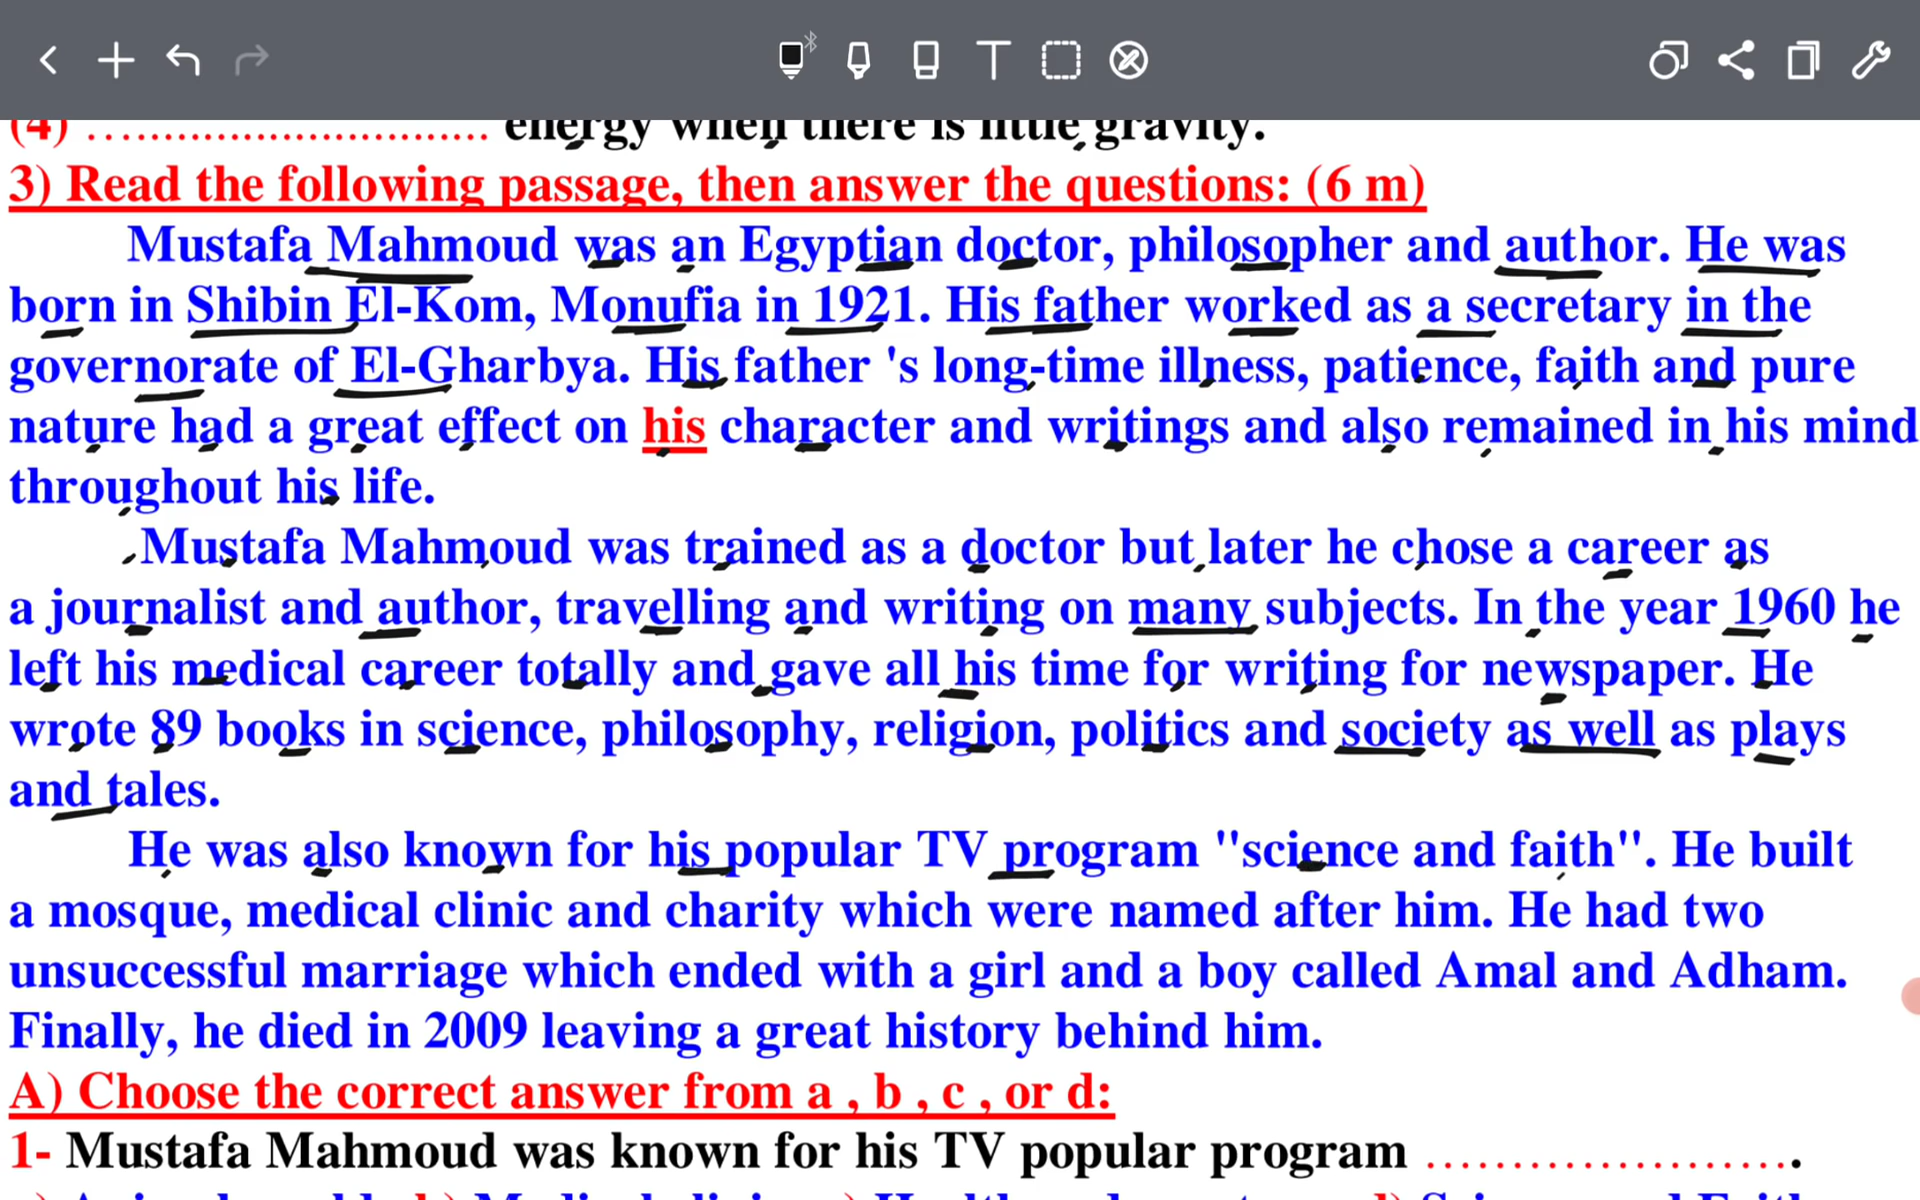 (4) .............................. energy when there is little gravity.
3) Read the following passage, then answer the questions: (6 m)
Mustafa Mahmoud was an Egyptian doctor, philosopher and author. He was
born in Shibin El-Kom, Monufia in 1921. His father worked as a secretary in the
governorate of El-Gharbya. His father 's long-time illness, patience, faith and pure
nature had a great effect on his character and writings and also remained in his mind
throughout his life.
Mustafa Mahmoud was trained as a doctor but later he chose a career as
a journalist and author, travelling and writing on many subjects. In the year 1960 he
left his medical career totally and gave all his time for writing for newspaper. He
wrote 89 books in science, philosophy, religion, politics and society as well as plays
and tales.
He was also known for his popular TV program "science and faith". He built
a mosque, medical clinic and charity which were named after him. He had two
unsuccessful marriage which ended with a girl and a boy called Amal and Adham.
Finally, he died in 2009 leaving a great history behind him.
A) Choose the correct answer from a , b , c , or d:
1- Mustafa Mahmoud was known for his TV popular program ......................